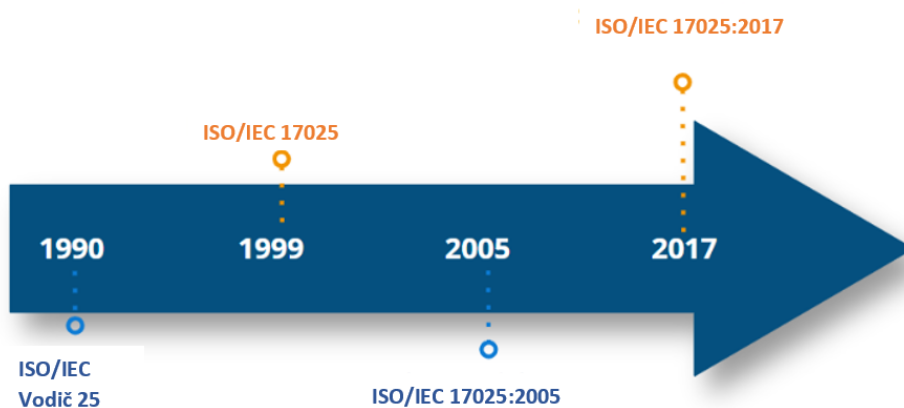 ISO/IEC 17025:2017
ISO/IEC 17025
1990 1999 2005 2017
ISO/IEC
Vodič 25
ISO/IEC 17025:2005